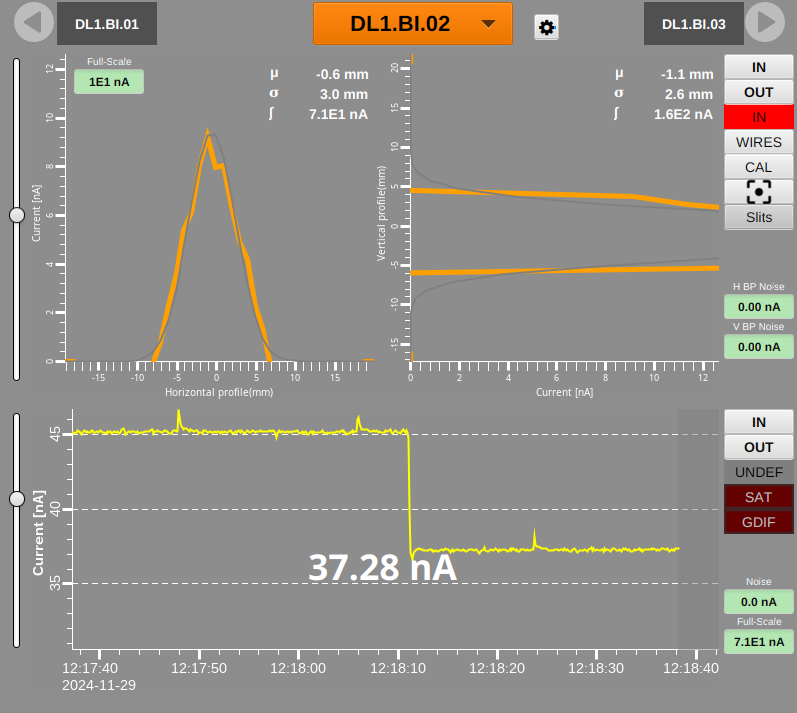 DL1.BI.01
DL1.BI.02
DL1.BI.03
Full-Scale
1E1 nA
μ -0.6 mm
σ 3.0 mm
∫ 7.1E1 nA
Current [nA]
12
10
8
6
4
2
0
-15 -10 -5 0 5 10 15
Horizontal profile(mm)
μ -1.1 mm
σ 2.6 mm
∫ 1.6E2 nA
Vertical profile(mm)
20
15
10
5
0
-5
-10
-15
0 2 4 6 8 10 12
Current [nA]
IN
OUT
IN
WIRES
CAL
Slits
H BP Noise
0.00 nA
V BP Noise
0.00 nA
Current [nA]
45
40
35
37.28 nA
12:17:40 12:17:50 12:18:00 12:18:10 12:18:20 12:18:30 12:18:40
2024-11-29
IN
OUT
UNDEF
SAT
GDIF
Noise
0.0 nA
Full-Scale
7.1E1 nA